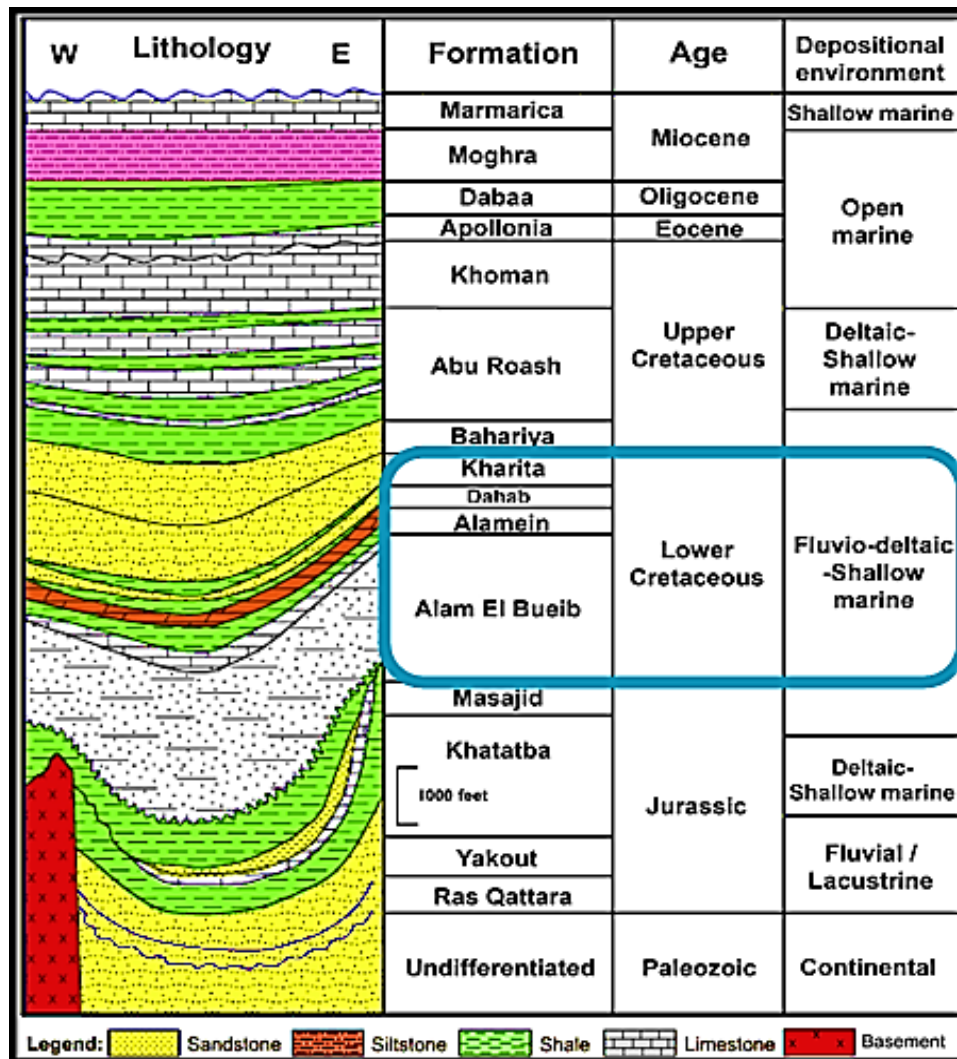 W Lithology E
Formation
Age
Depositional
environment
Marmarica
Moghra
Dabaa
Apollonia
Khoman
Abu Roash
Bahariya
Kharita
Dahab
Alamein
Alam El Bueib
Masajid
Khatatba
1000 feet
Yakout
Ras Qattara
Undifferentiated
Miocene
Oligocene
Eocene
Upper
Cretaceous
Lower
Cretaceous
Jurassic
Paleozoic
Shallow marine
Open
marine
Deltaic-
Shallow
marine
Fluvio-deltaic
-Shallow
marine
Deltaic-
Shallow marine
Fluvial /
Lacustrine
Continental
Legend: Sandstone Siltstone Shale Limestone Basement